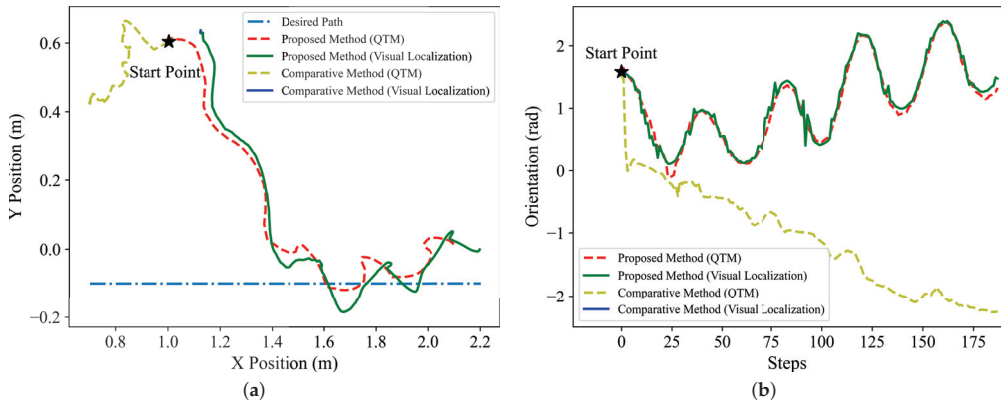 Desired Path
Proposed Method (QTM)
Proposed Method (Visual Localization)
Comparative Method (QTM)
Comparative Method (Visual Localization)
Start Point
0.6
0.4
0.2
0.0
−0.2
Y Position (m)
0.8 1.0 1.2 1.4 1.6 1.8 2.0 2.2
X Position (m)
(a)
Start Point
2
1
0
−1
−2
Orientation (rad)
Proposed Method (QTM)
Proposed Method (Visual Localization)
Comparative Method (QTM)
Comparative Method (Visual Localization)
0 25 50 75 100 125 150 175
Steps
(b)